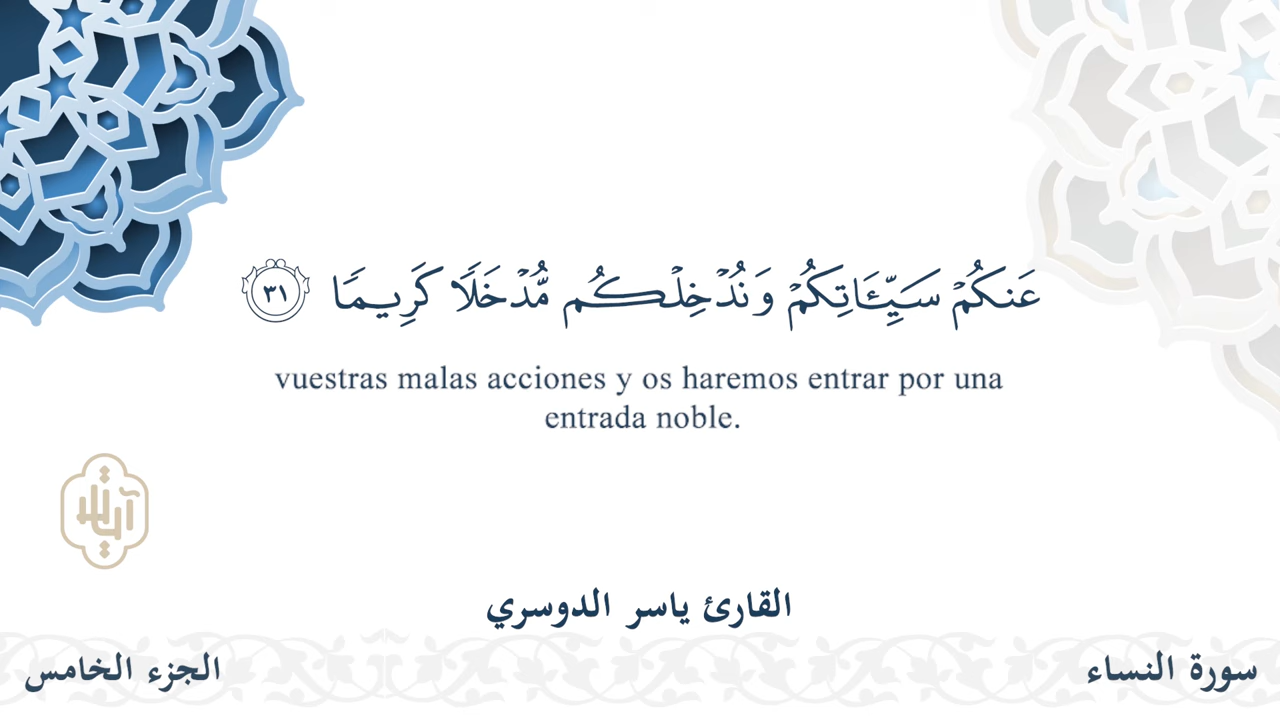 عَنكُمْ سَيِّـَٔاتِكُمْ وَنُدْخِلْكُم مُّدْخَلًا كَرِيمًا ٣١
vuestras malas acciones y os haremos entrar por una
entrada noble.
القارئ ياسر الدوسري
سورة النساء
الجزء الخامس